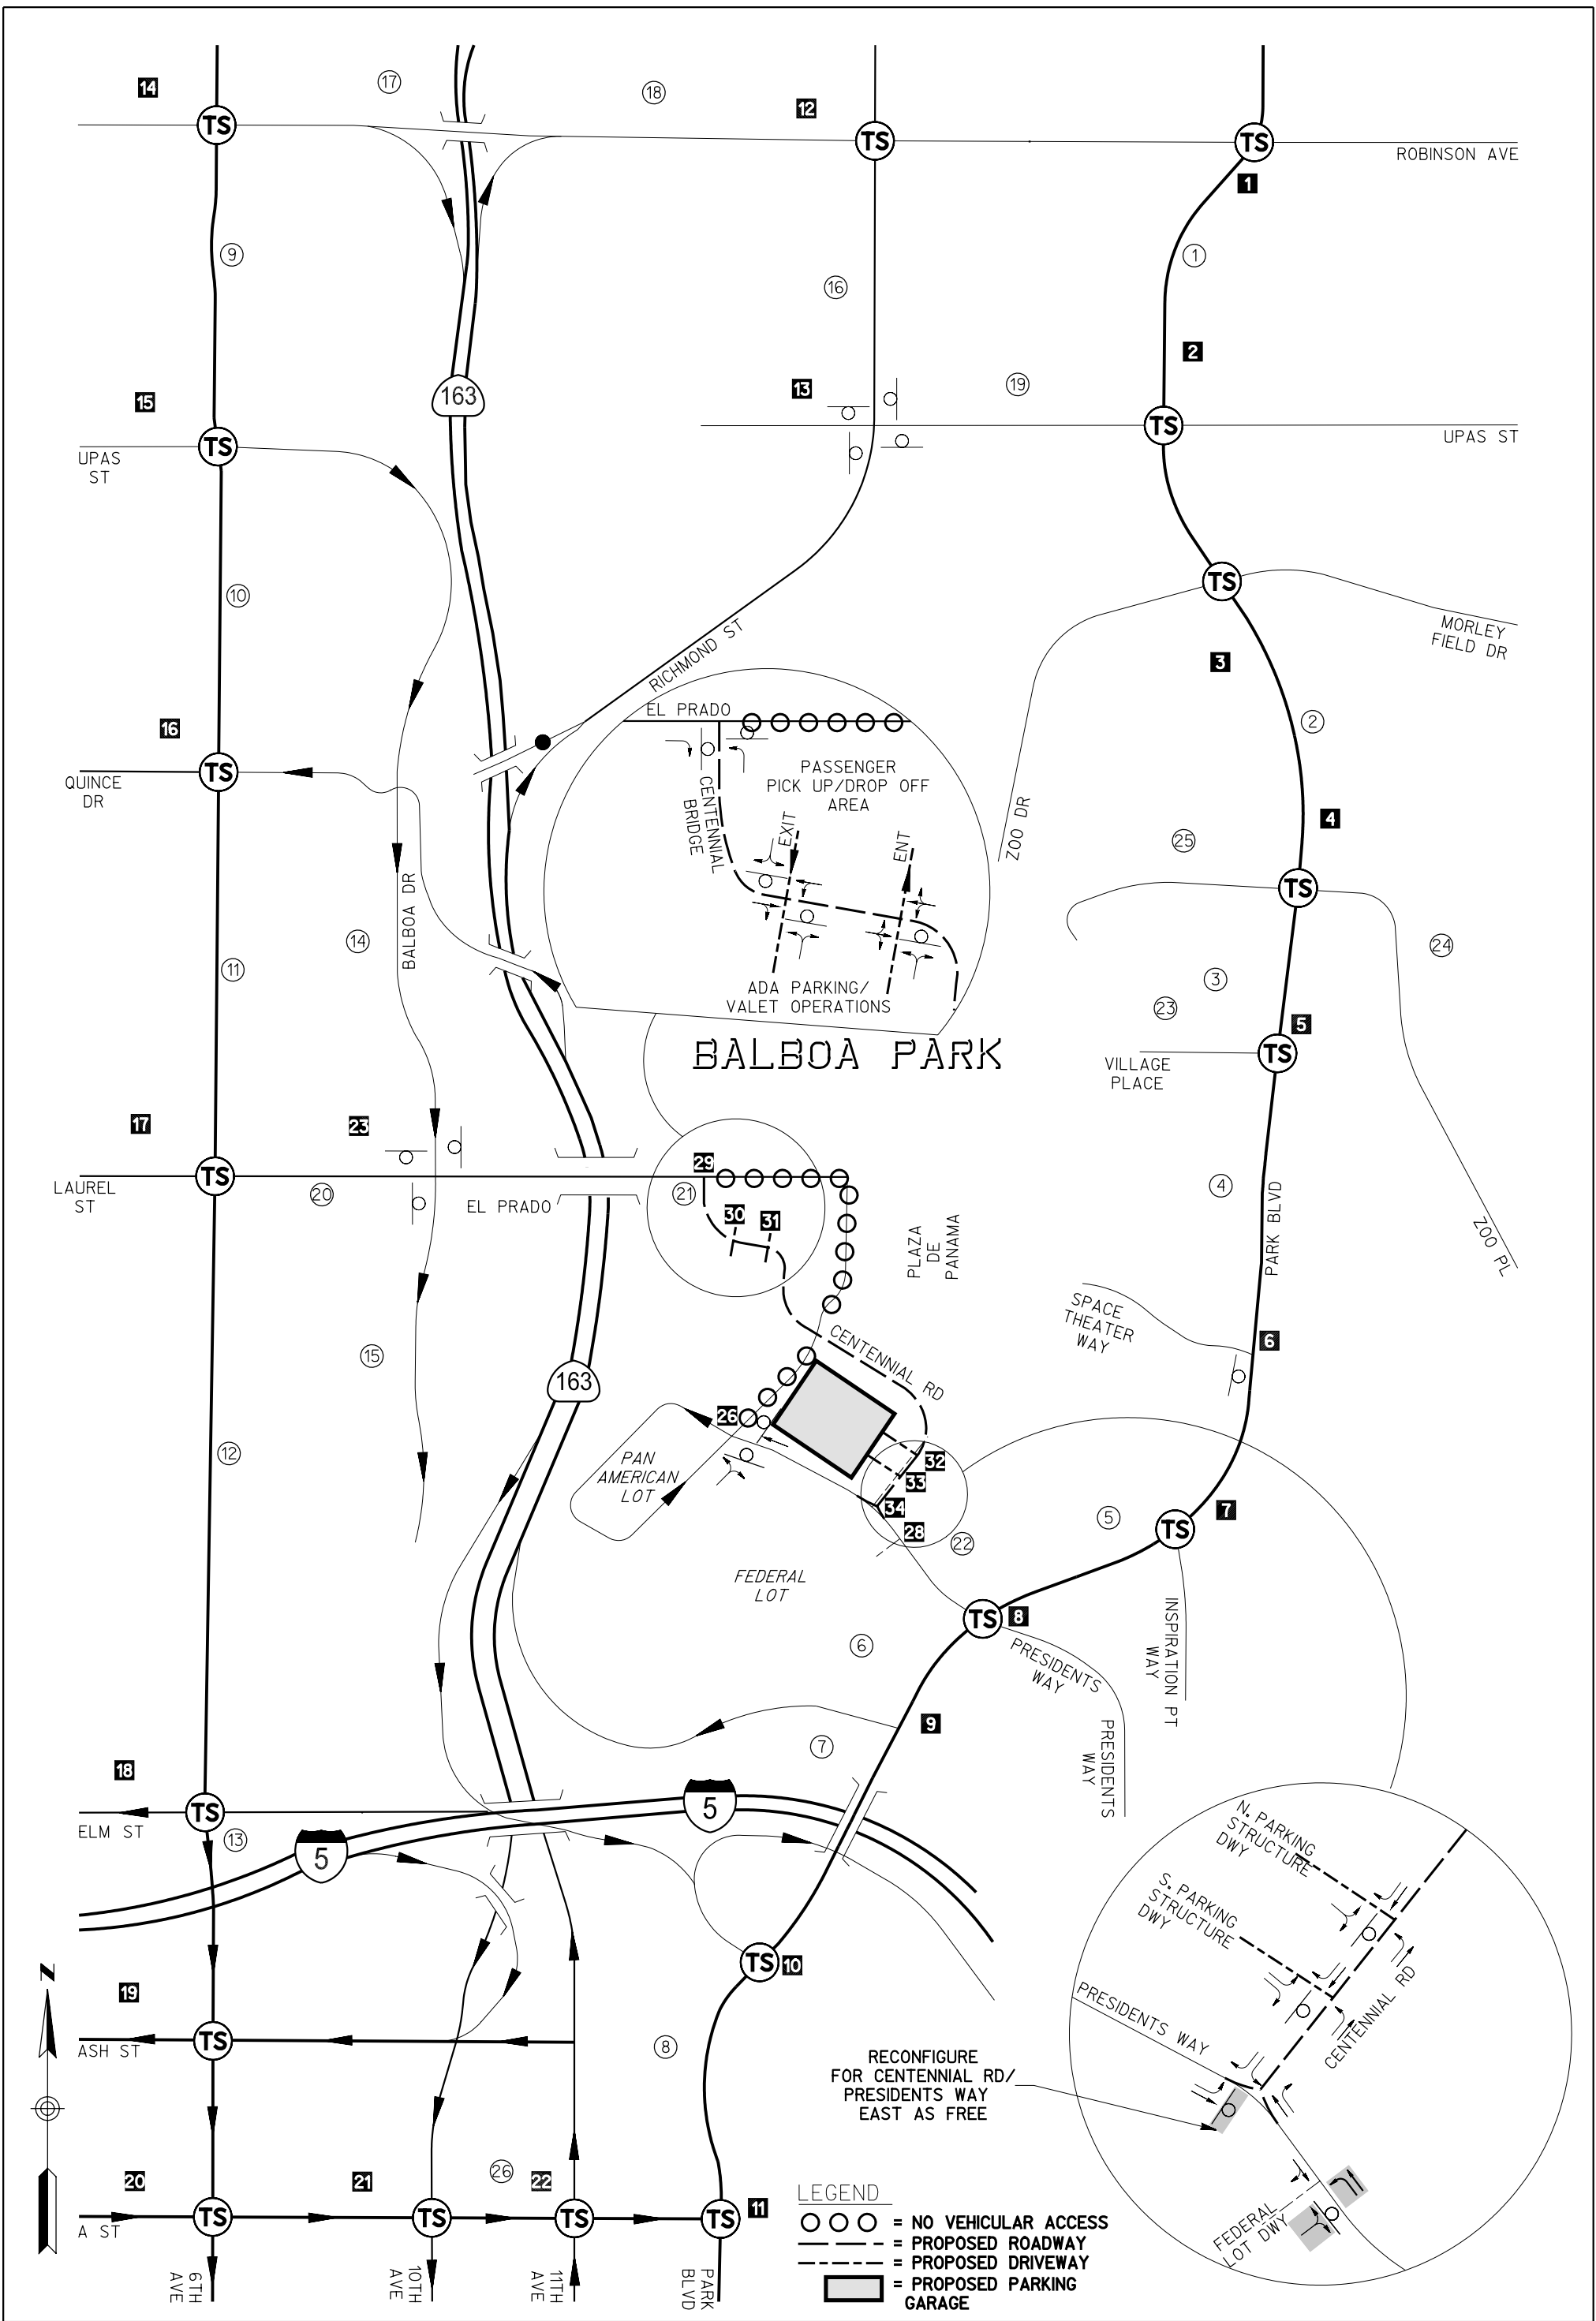 14
17
18
12
TS
TS
TS
ROBINSON AVE
1
9
1
16
2
163
15
13
19
TS
UPAS
ST
TS
UPAS ST
10
TS
MORLEY
FIELD DR
3
RICHMOND ST
16
2
EL PRADO
QUINCE
DR
TS
CENTENNIAL
BRIDGE
PASSENGER
PICK UP/DROP OFF
AREA
EXIT
ENT
ZOO DR
4
25
TS
BALBOA DR
14
11
24
3
23
ADA PARKING/
VALET OPERATIONS
5
BALBOA PARK
TS
VILLAGE
PLACE
17
23
29
TS
LAUREL
ST
20
EL PRADO
21
30
31
PLAZA
DE
PANAMA
4
PARK BLVD
ZOO PL
SPACE
THEATER
WAY
6
15
163
CENTENNIAL RD
12
26
PAN
AMERICAN
LOT
32
33
34
28
22
5
7
TS
FEDERAL
LOT
TS
8
INSPIRATION PT
WAY
6
PRESIDENTS
WAY
PRESIDENTS
WAY
9
7
18
TS
ELM ST
13
5
5
N. PARKING
STRUCTURE
DWY
S. PARKING
STRUCTURE
DWY
PRESIDENTS WAY
CENTENNIAL RD
FEDERAL
LOT DWY
N
TS
10
19
TS
ASH ST
8
RECONFIGURE
FOR CENTENNIAL RD/
PRESIDENTS WAY
EAST AS FREE
20
21
26
22
11
A ST
TS
TS
TS
TS
6TH
AVE
10TH
AVE
11TH
AVE
PARK
BLVD
LEGEND
= NO VEHICULAR ACCESS
= PROPOSED ROADWAY
= PROPOSED DRIVEWAY
= PROPOSED PARKING
GARAGE